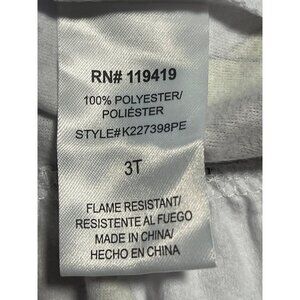 RN# 119419
100% POLYESTER/
POLIÉSTER
STYLE#K227398PE
3T
FLAME RESISTANT/
RESISTENTE AL FUEGO
MADE IN CHINA/
HECHO EN CHINA